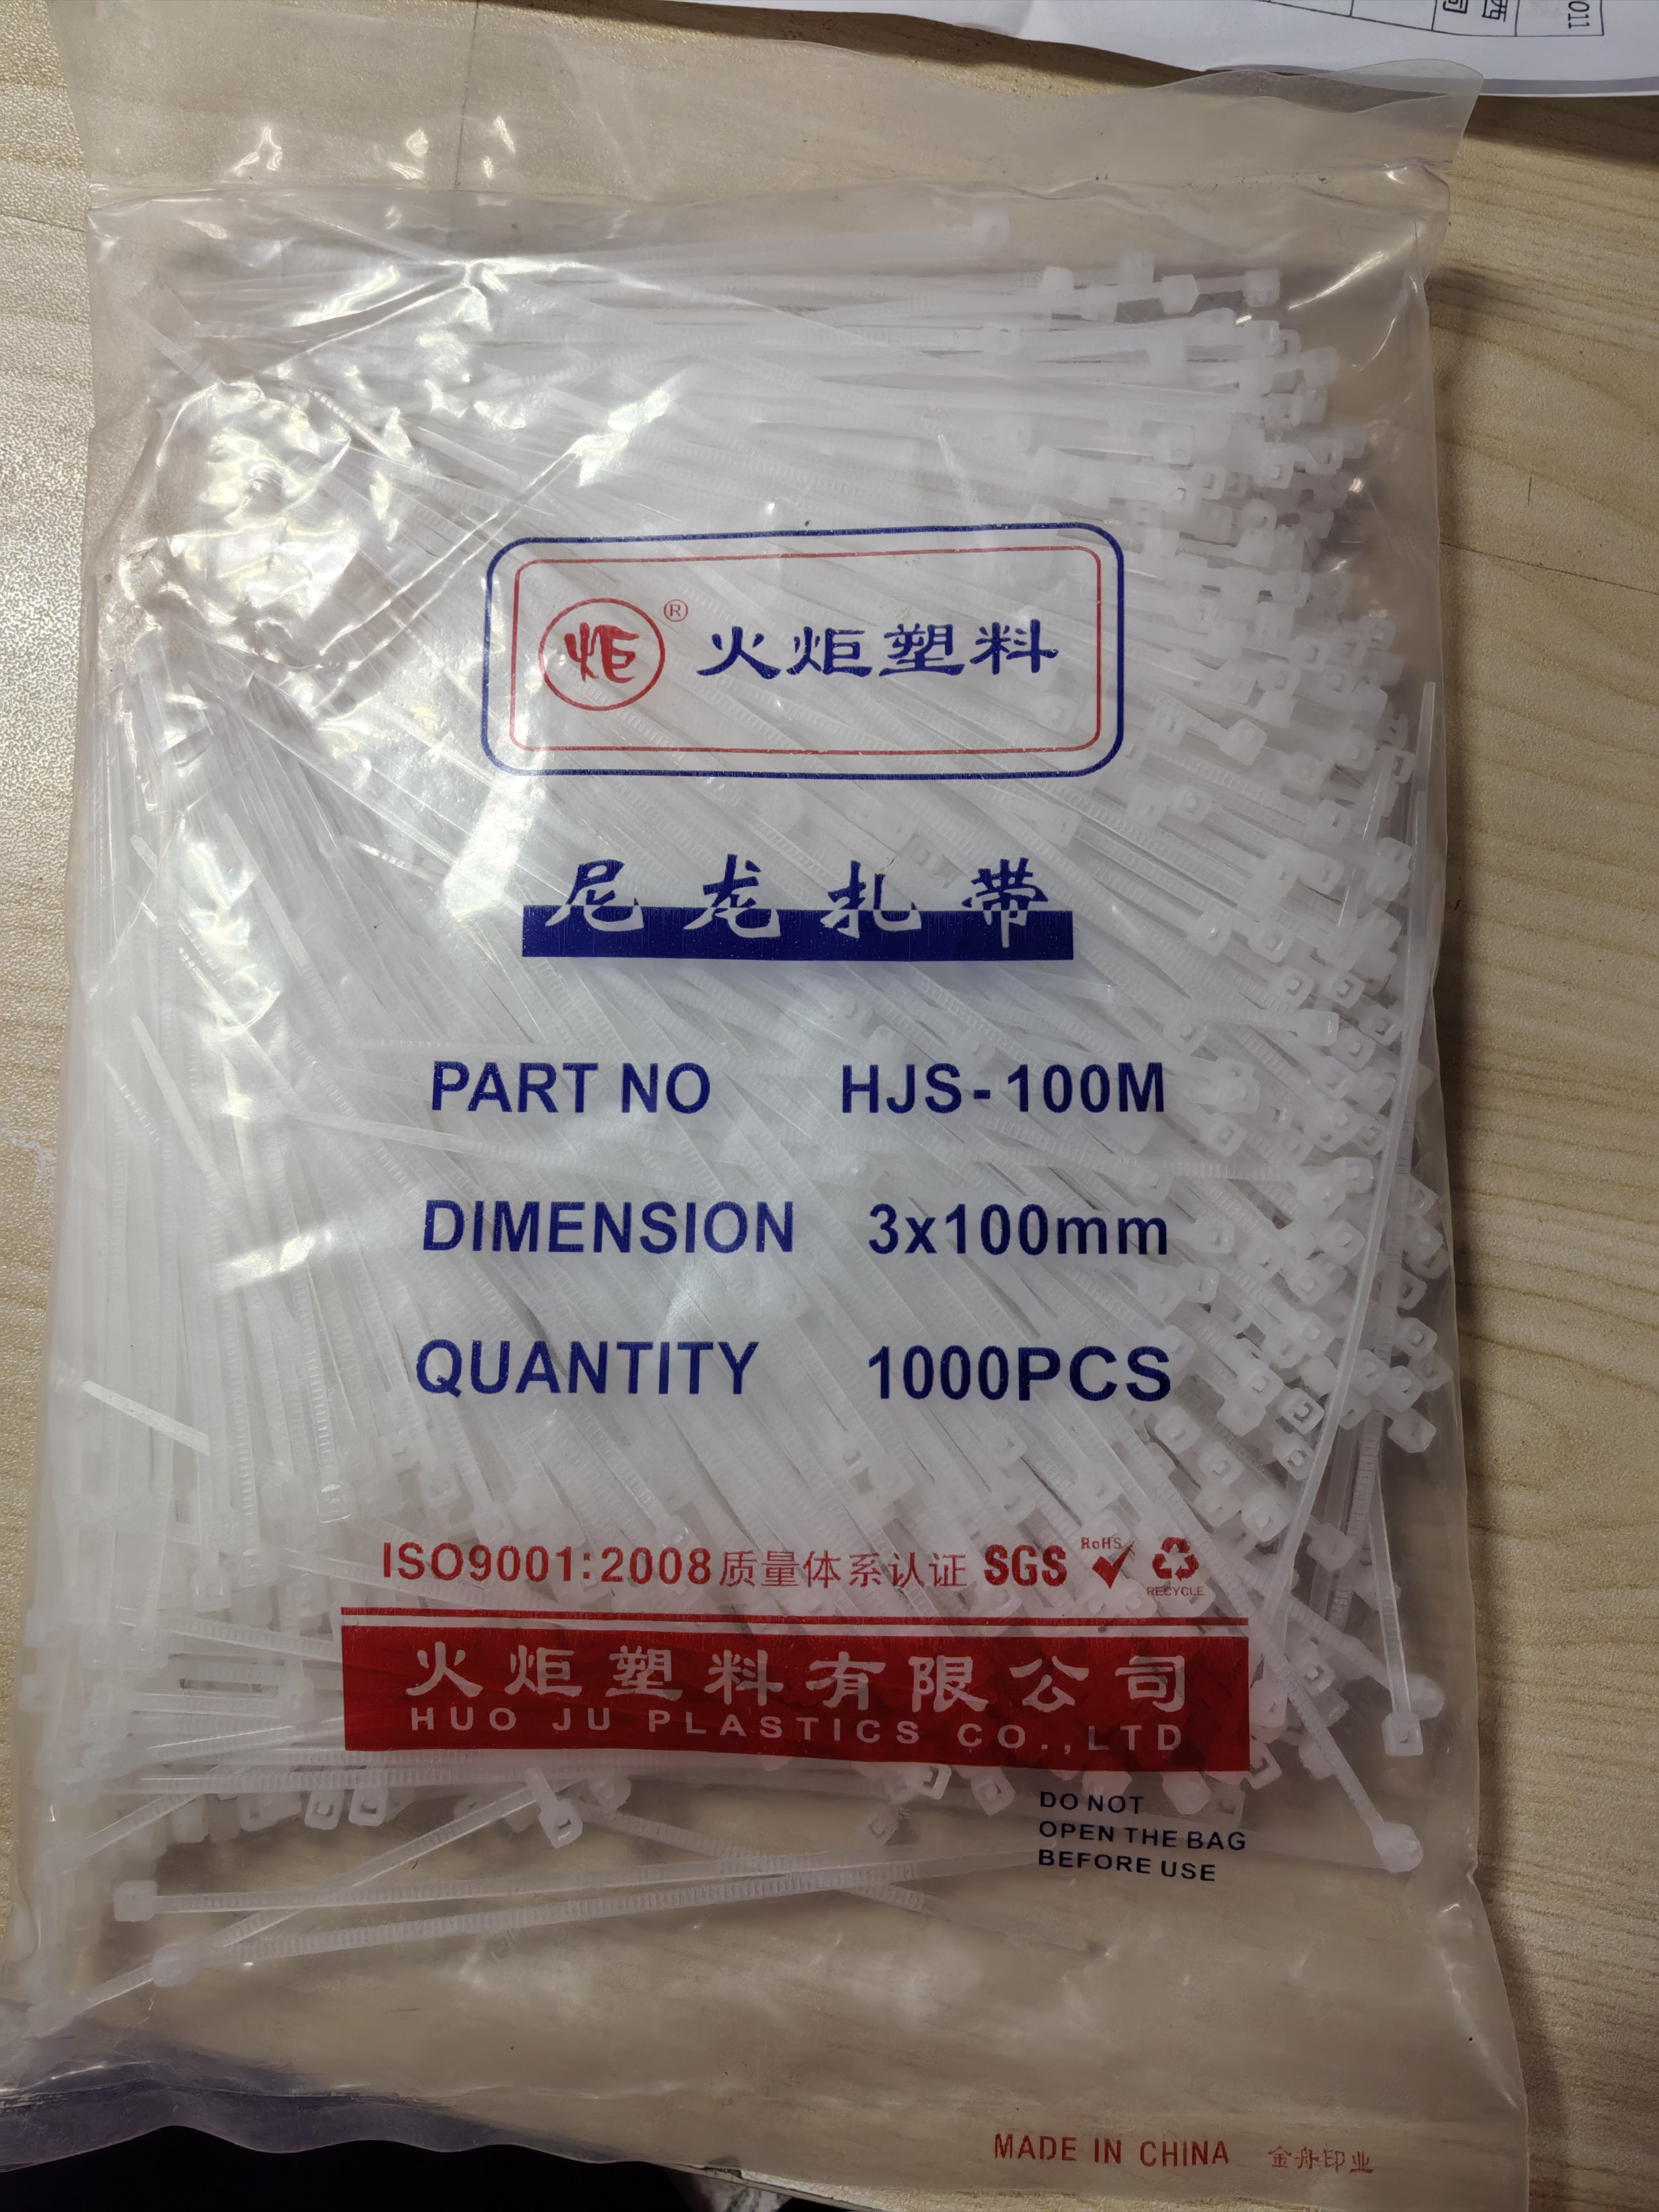 011
西
间
炬® 火炬塑料
尼龙扎带
PART NO HJS-100M
DIMENSION 3x100mm
QUANTITY 1000PCS
ISO9001:2008质量体系认证 SGS RoHS RECYCLE
火炬塑料有限公司
HUO JU PLASTICS CO.,LTD
DO NOT
OPEN THE BAG
BEFORE USE
MADE IN CHINA 金舟印业